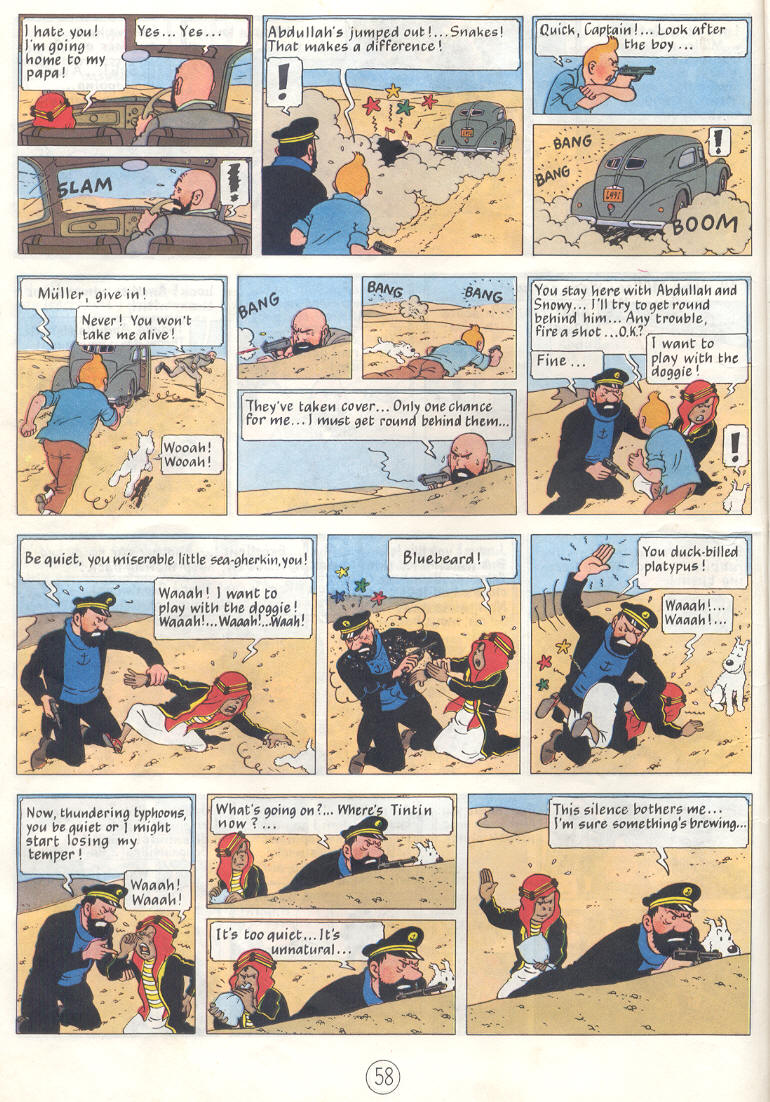 I hate you!
I'm going
home to my
papa!
Yes... Yes...
SLAM
!
Abdullah's jumped out!...Snakes!
That makes a difference!
!
Quick, Captain!... Look after
the boy...
BANG
BANG
!
BOOM
Müller, give in!
Never! You won't
take me alive!
Wooah!
Wooah!
BANG
BANG
BANG
They've taken cover... Only one chance
for me... I must get round behind them...
You stay here with Abdullah and
Snowy... I'll try to get round
behind him... Any trouble,
fire a shot...O.K?
Fine...
I want to
play with the
doggie!
!
Be quiet, you miserable little sea-gherkin, you!
Waaah! I want to
play with the doggie!
Waaah!...Waaah!..Waah!
Bluebeard!
You duck-billed
platypus!
Waaah!...
Waaah!...
Now, thundering typhoons,
you be quiet or I might
start losing my
temper!
Waaah!
Waaah!
What's going on?... Where's Tintin
now?...
It's too quiet... It's
unnatural...
This silence bothers me...
I'm sure something's brewing...
58